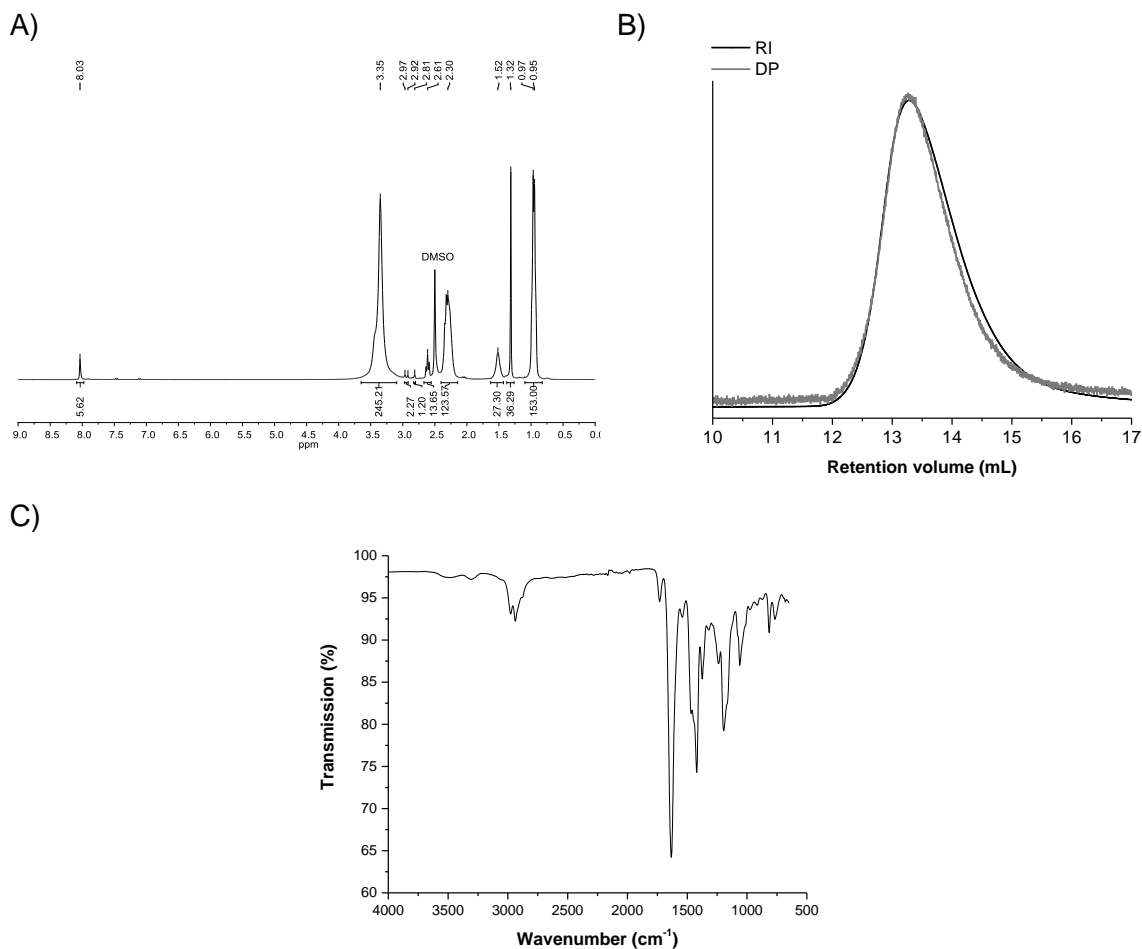 A)
8.03
3.35
2.97
2.92
2.81
2.61
2.30
1.52
1.32
0.97
0.95
DMSO
5.62
245.21
2.27
1.20
13.65
123.57
27.30
36.29
153.00
9.0 8.5 8.0 7.5 7.0 6.5 6.0 5.5 5.0 4.5 4.0 3.5 3.0 2.5 2.0 1.5 1.0 0.5 0.0
ppm
B)
RI
DP
10 11 12 13 14 15 16 17
Retention volume (mL)
C)
100
95
90
85
80
75
70
65
60
Transmission (%)
4000 3500 3000 2500 2000 1500 1000 500
Wavenumber (cm⁻¹)